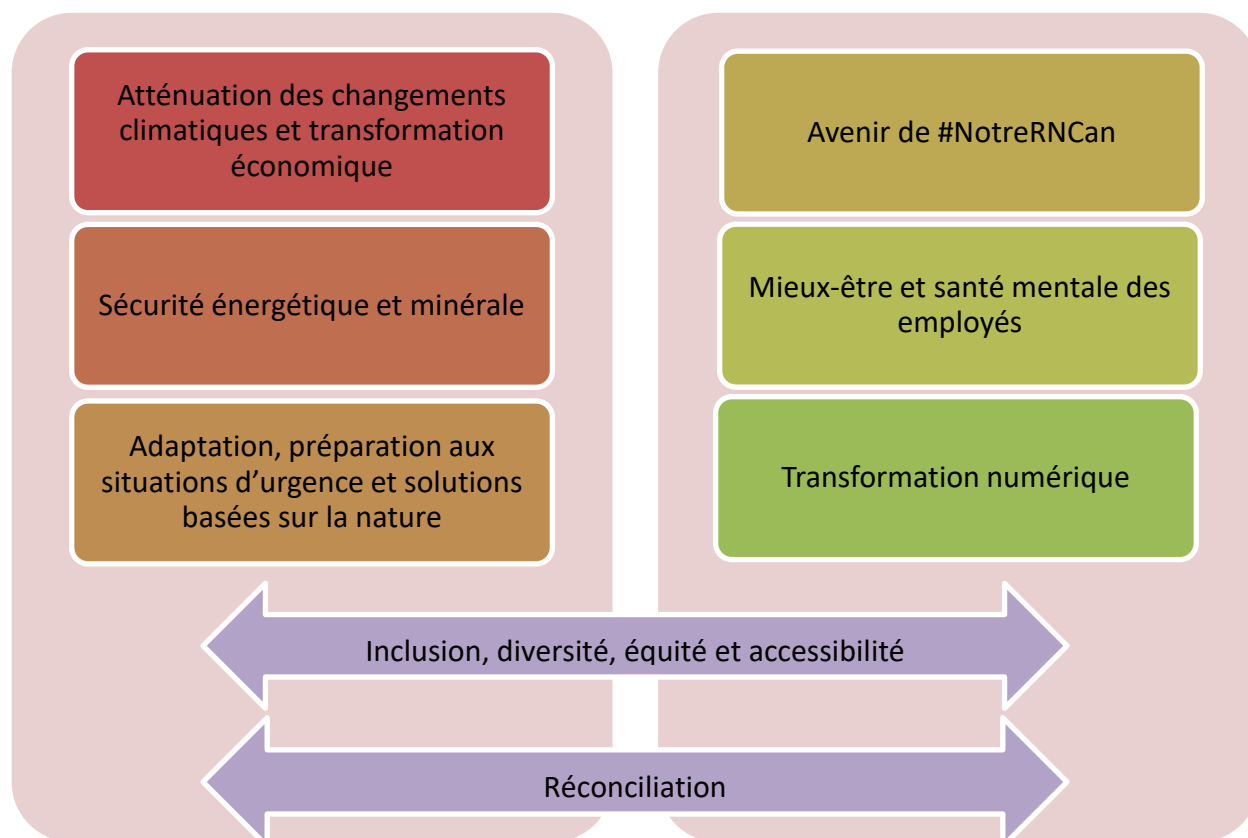 Atténuation des changements
climatiques et transformation
économique
Sécurité énergétique et minérale
Adaptation, préparation aux
situations d’urgence et solutions
basées sur la nature
Avenir de #NotreRNCan
Mieux-être et santé mentale des
employés
Transformation numérique
Inclusion, diversité, équité et accessibilité
Réconciliation